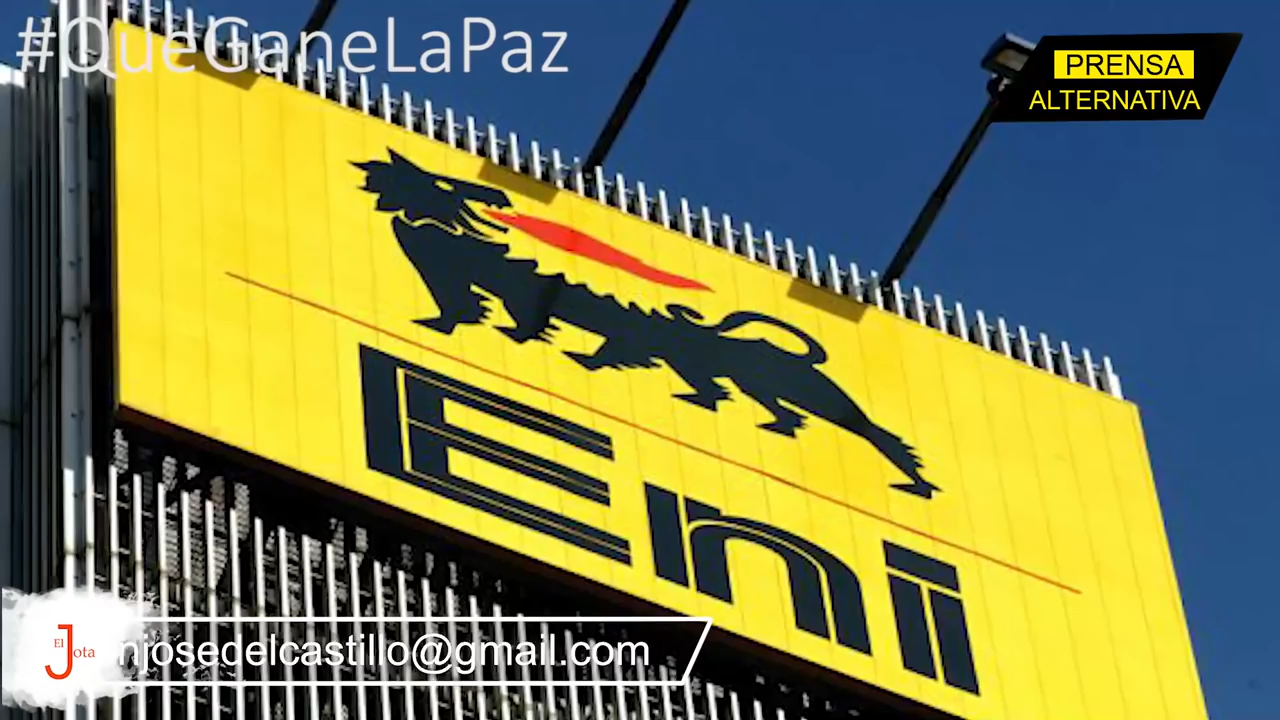 #QueGaneLaPaz
PRENSA
ALTERNATIVA
Eni
El
Jota
njosedelcastillo@gmail.com